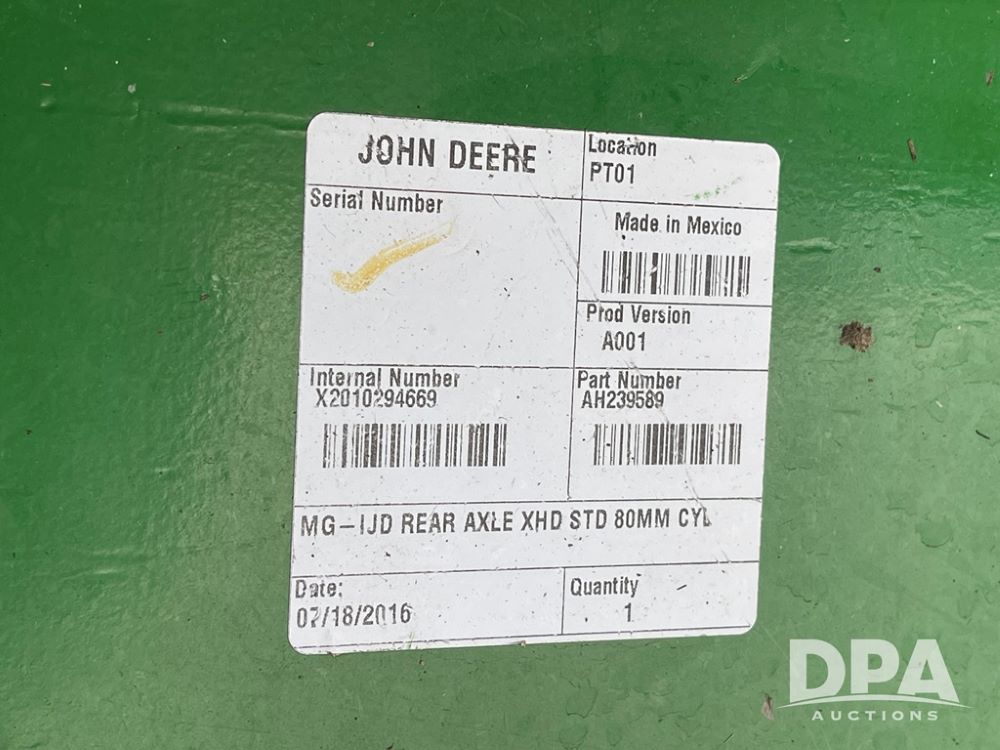 JOHN DEERE
Location
PT01
Serial Number
Made in Mexico
Prod Version
A001
Internal Number
X2010294669
Part Number
AH239589
MG-IJD REAR AXLE XHD STD 80MM CYL
Date:
07/18/2016
Quantity
1
DPA
AUCTIONS